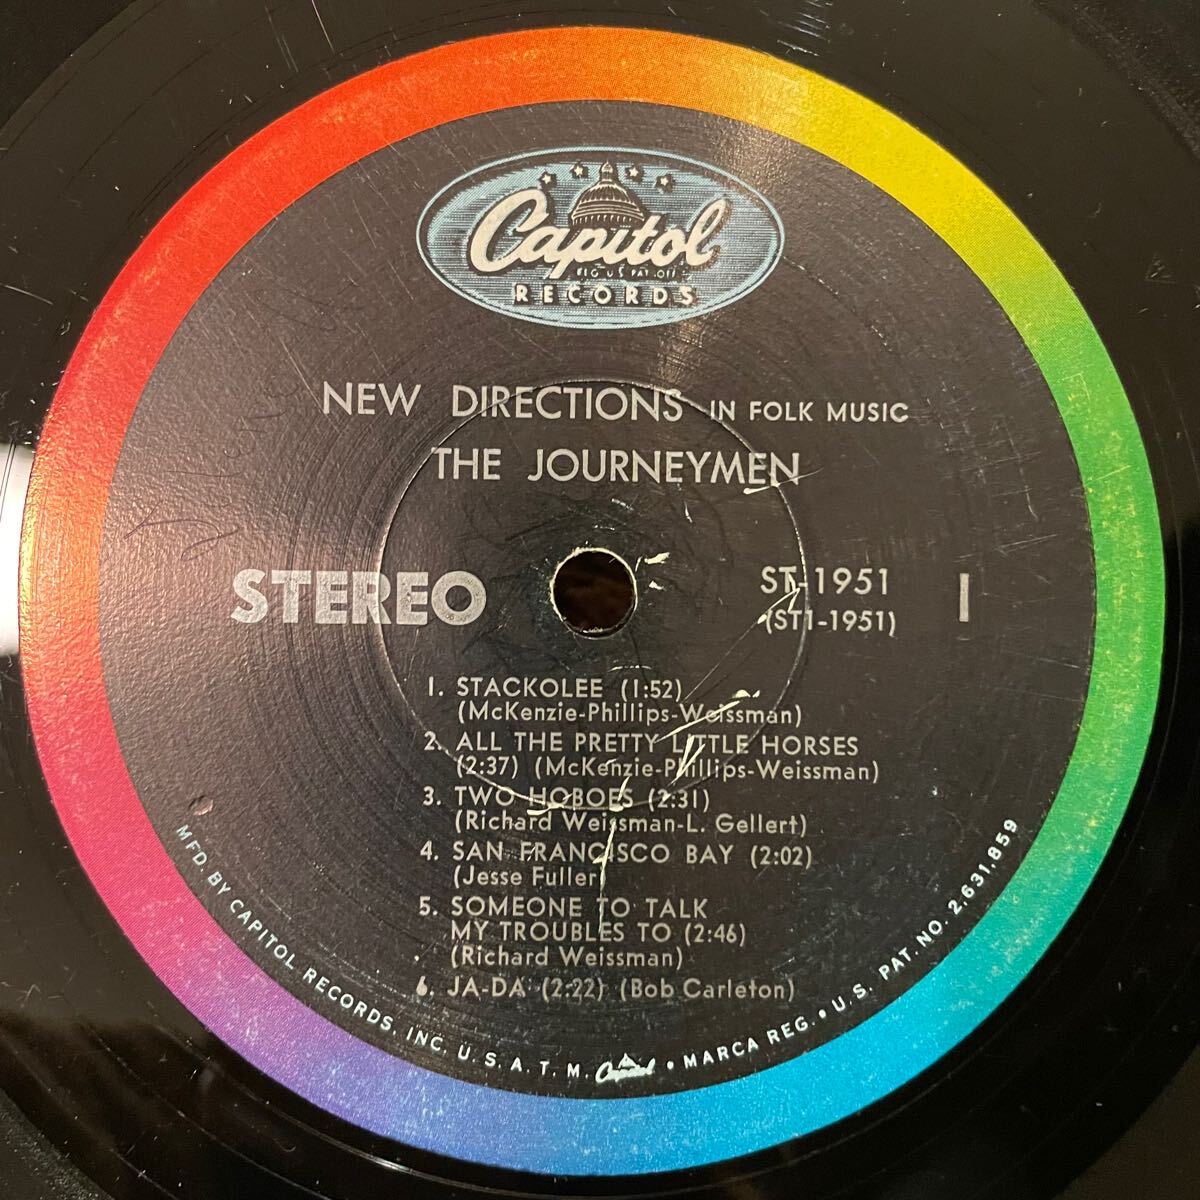 Capitol
REG. U.S. PAT. OFF.
RECORDS
NEW DIRECTIONS IN FOLK MUSIC
THE JOURNEYMEN
STEREO
ST-1951
(ST1-1951)
1
1. STACKOLEE (1:52)
(McKenzie-Phillips-Weissman)
2. ALL THE PRETTY LITTLE HORSES
(2:37) (McKenzie-Phillips-Weissman)
3. TWO HOBOES (2:31)
(Richard Weissman-L. Gellert)
4. SAN FRANCISCO BAY (2:02)
(Jesse Fuller)
5. SOMEONE TO TALK
MY TROUBLES TO (2:46)
(Richard Weissman)
6. JA-DA (2:22) (Bob Carleton)
MFD. BY CAPITOL RECORDS, INC. U.S.A. T.M. Capitol • MARCA REG. • U.S. PAT. NO. 2,631,859